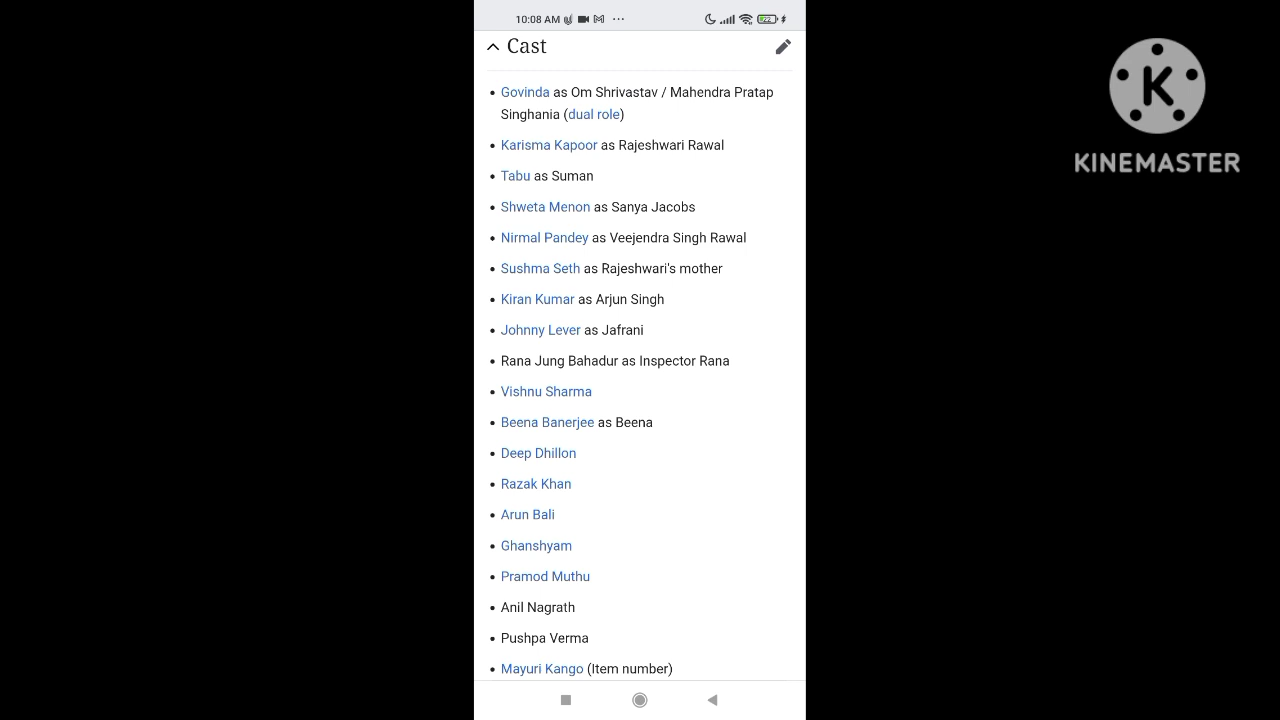 10:08 AM
22
Cast
Govinda as Om Shrivastav / Mahendra Pratap
Singhania (dual role)
Karisma Kapoor as Rajeshwari Rawal
Tabu as Suman
Shweta Menon as Sanya Jacobs
Nirmal Pandey as Veejendra Singh Rawal
Sushma Seth as Rajeshwari's mother
Kiran Kumar as Arjun Singh
Johnny Lever as Jafrani
Rana Jung Bahadur as Inspector Rana
Vishnu Sharma
Beena Banerjee as Beena
Deep Dhillon
Razak Khan
Arun Bali
Ghanshyam
Pramod Muthu
Anil Nagrath
Pushpa Verma
Mayuri Kango (Item number)
K
KINEMASTER